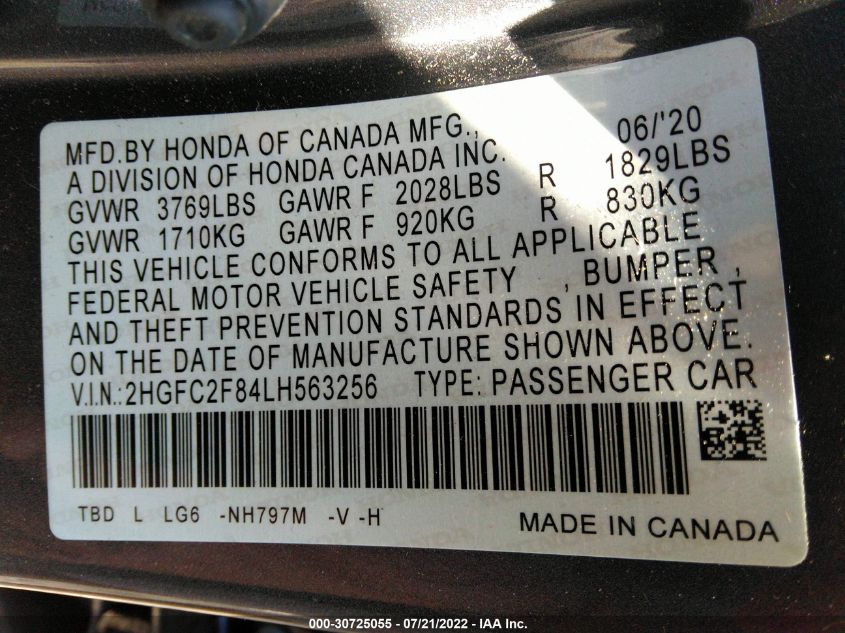 MFD.BY HONDA OF CANADA MFG., 06/'20
A DIVISION OF HONDA CANADA INC.
GVWR 3769LBS GAWR F 2028LBS R 1829LBS
GVWR 1710KG GAWR F 920KG R 830KG
THIS VEHICLE CONFORMS TO ALL APPLICABLE
FEDERAL MOTOR VEHICLE SAFETY , BUMPER ,
AND THEFT PREVENTION STANDARDS IN EFFECT
ON THE DATE OF MANUFACTURE SHOWN ABOVE.
V.I.N.: 2HGFC2F84LH563256 TYPE: PASSENGER CAR
TBD L LG6 -NH797M -V -H
MADE IN CANADA
000-30725055 - 07/21/2022 - IAA Inc.